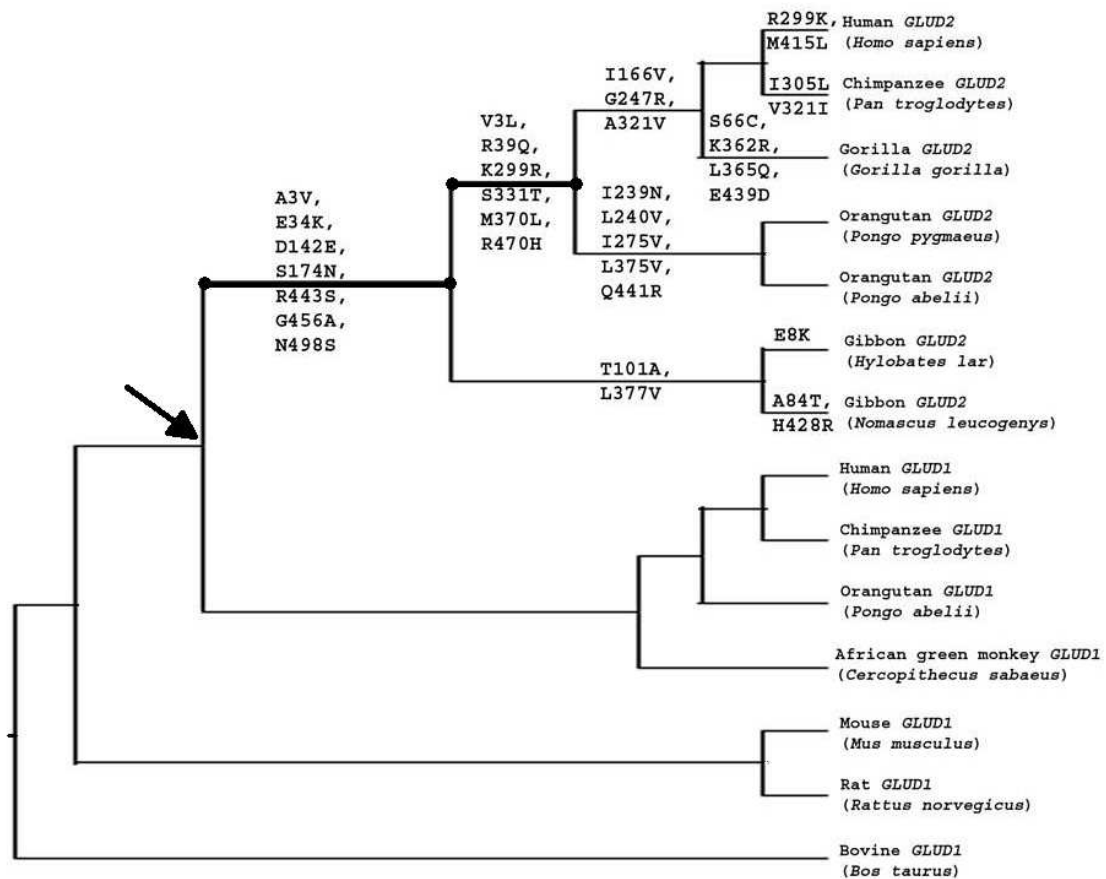 R299K,
M415L
Human GLUD2
(Homo sapiens)
I305L
V321I
Chimpanzee GLUD2
(Pan troglodytes)
I166V,
G247R,
A321V
S66C,
K362R,
L365Q,
E439D
Gorilla GLUD2
(Gorilla gorilla)
V3L,
R39Q,
K299R,
S331T,
M370L,
R470H
I239N,
L240V,
I275V,
L375V,
Q441R
Orangutan GLUD2
(Pongo pygmaeus)
Orangutan GLUD2
(Pongo abelii)
A3V,
E34K,
D142E,
S174N,
R443S,
G456A,
N498S
T101A,
L377V
E8K
Gibbon GLUD2
(Hylobates lar)
A84T,
H428R
Gibbon GLUD2
(Nomascus leucogenys)
Human GLUD1
(Homo sapiens)
Chimpanzee GLUD1
(Pan troglodytes)
Orangutan GLUD1
(Pongo abelii)
African green monkey GLUD1
(Cercopithecus sabaeus)
Mouse GLUD1
(Mus musculus)
Rat GLUD1
(Rattus norvegicus)
Bovine GLUD1
(Bos taurus)